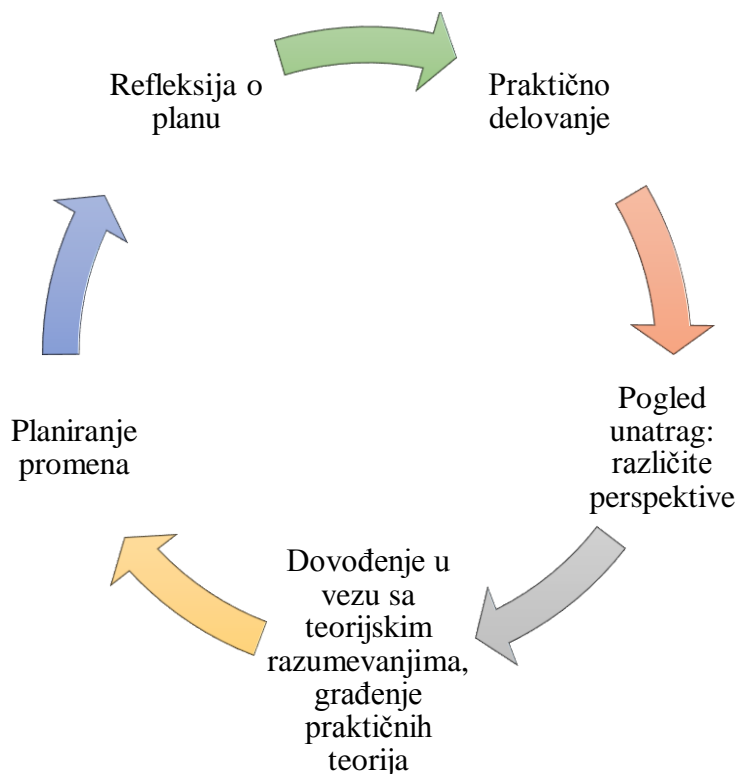 Refleksija o
planu
Praktično
delovanje
Pogled
unatrag:
različite
perspektive
Dovođenje u
vezu sa
teorijskim
razumevanjima,
građenje
praktičnih
teorija
Planiranje
promena